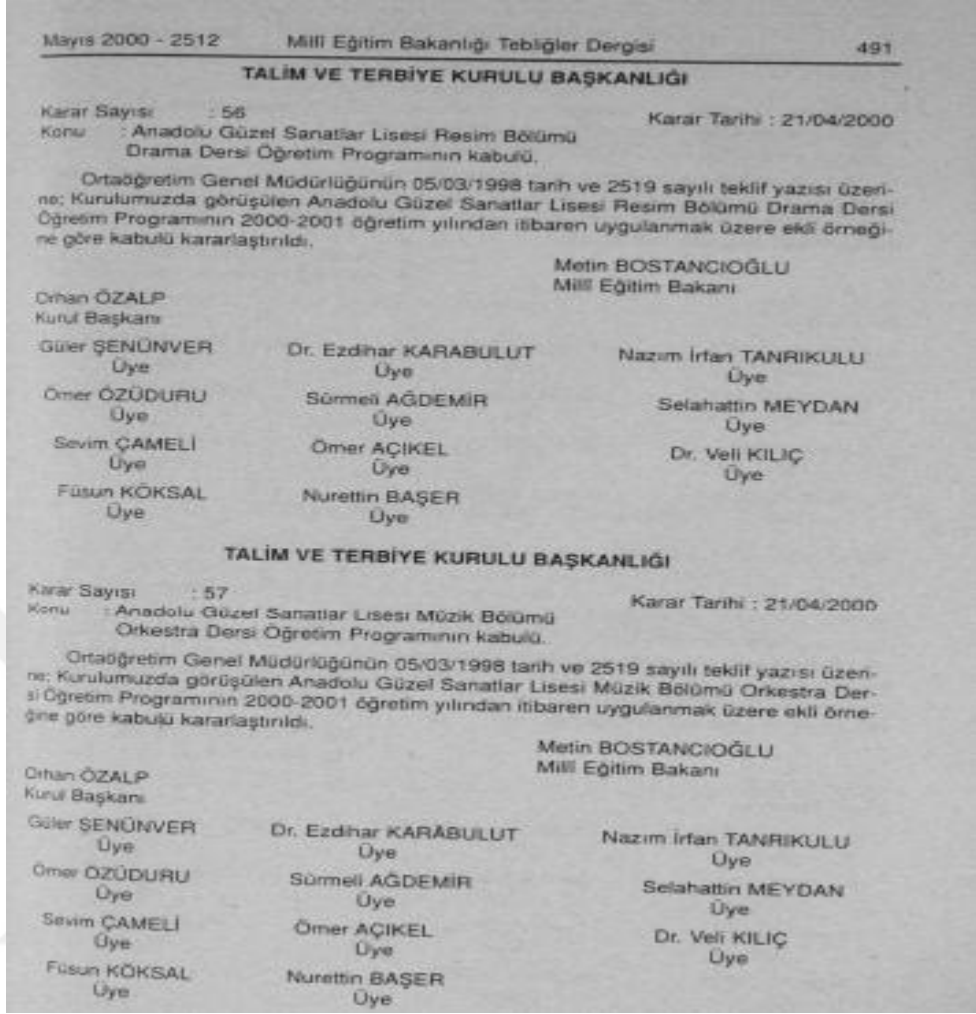 Mayıs 2000 - 2512 Millî Eğitim Bakanlığı Tebliğler Dergisi 491
TALİM VE TERBİYE KURULU BAŞKANLIĞI
Karar Sayısı : 56 Karar Tarihi : 21/04/2000
Konu : Anadolu Güzel Sanatlar Lisesi Resim Bölümü
Drama Dersi Öğretim Programının kabulü.
Ortaöğretim Genel Müdürlüğünün 05/03/1998 tarih ve 2519 sayılı teklif yazısı üzeri-
ne; Kurulumuzda görüşülen Anadolu Güzel Sanatlar Lisesi Resim Bölümü Drama Dersi
Öğretim Programının 2000-2001 öğretim yılından itibaren uygulanmak üzere ekli örneği-
ne göre kabulü kararlaştırıldı.
Metin BOSTANCIOĞLU
Millî Eğitim Bakanı
Orhan ÖZALP
Kurul Başkanı
Güler ŞENÜNVER Dr. Ezdihar KARABULUT Nazım İrfan TANRIKULU
Üye Üye Üye
Ömer ÖZÜDURU Sürmeli AĞDEMİR Selahattin MEYDAN
Üye Üye Üye
Sevim ÇAMELİ Ömer AÇIKEL Dr. Veli KILIÇ
Üye Üye Üye
Füsun KÖKSAL Nurettin BAŞER
Üye Üye
TALİM VE TERBİYE KURULU BAŞKANLIĞI
Karar Sayısı : 57 Karar Tarihi : 21/04/2000
Konu : Anadolu Güzel Sanatlar Lisesi Müzik Bölümü
Orkestra Dersi Öğretim Programının kabulü.
Ortaöğretim Genel Müdürlüğünün 05/03/1998 tarih ve 2519 sayılı teklif yazısı üzeri-
ne; Kurulumuzda görüşülen Anadolu Güzel Sanatlar Lisesi Müzik Bölümü Orkestra Der-
si Öğretim Programının 2000-2001 öğretim yılından itibaren uygulanmak üzere ekli örne-
ğine göre kabulü kararlaştırıldı.
Metin BOSTANCIOĞLU
Millî Eğitim Bakanı
Orhan ÖZALP
Kurul Başkanı
Güler ŞENÜNVER Dr. Ezdihar KARABULUT Nazım İrfan TANRIKULU
Üye Üye Üye
Ömer ÖZÜDURU Sürmeli AĞDEMİR Selahattin MEYDAN
Üye Üye Üye
Sevim ÇAMELİ Ömer AÇIKEL Dr. Veli KILIÇ
Üye Üye Üye
Füsun KÖKSAL Nurettin BAŞER
Üye Üye